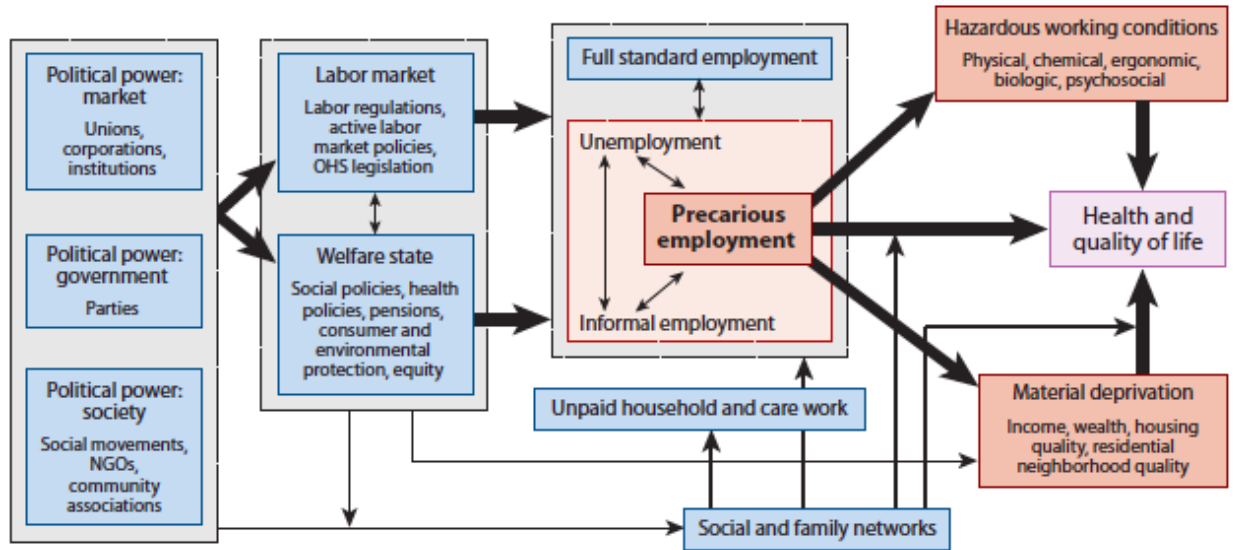 Political power:
market
Unions,
corporations,
institutions
Political power:
government
Parties
Political power:
society
Social movements,
NGOs,
community
associations
Labor market
Labor regulations,
active labor
market policies,
OHS legislation
Welfare state
Social policies, health
policies, pensions,
consumer and
environmental
protection, equity
Full standard employment
Unemployment
Precarious
employment
Informal employment
Unpaid household and care work
Social and family networks
Hazardous working conditions
Physical, chemical, ergonomic,
biologic, psychosocial
Health and
quality of life
Material deprivation
Income, wealth, housing
quality, residential
neighborhood quality